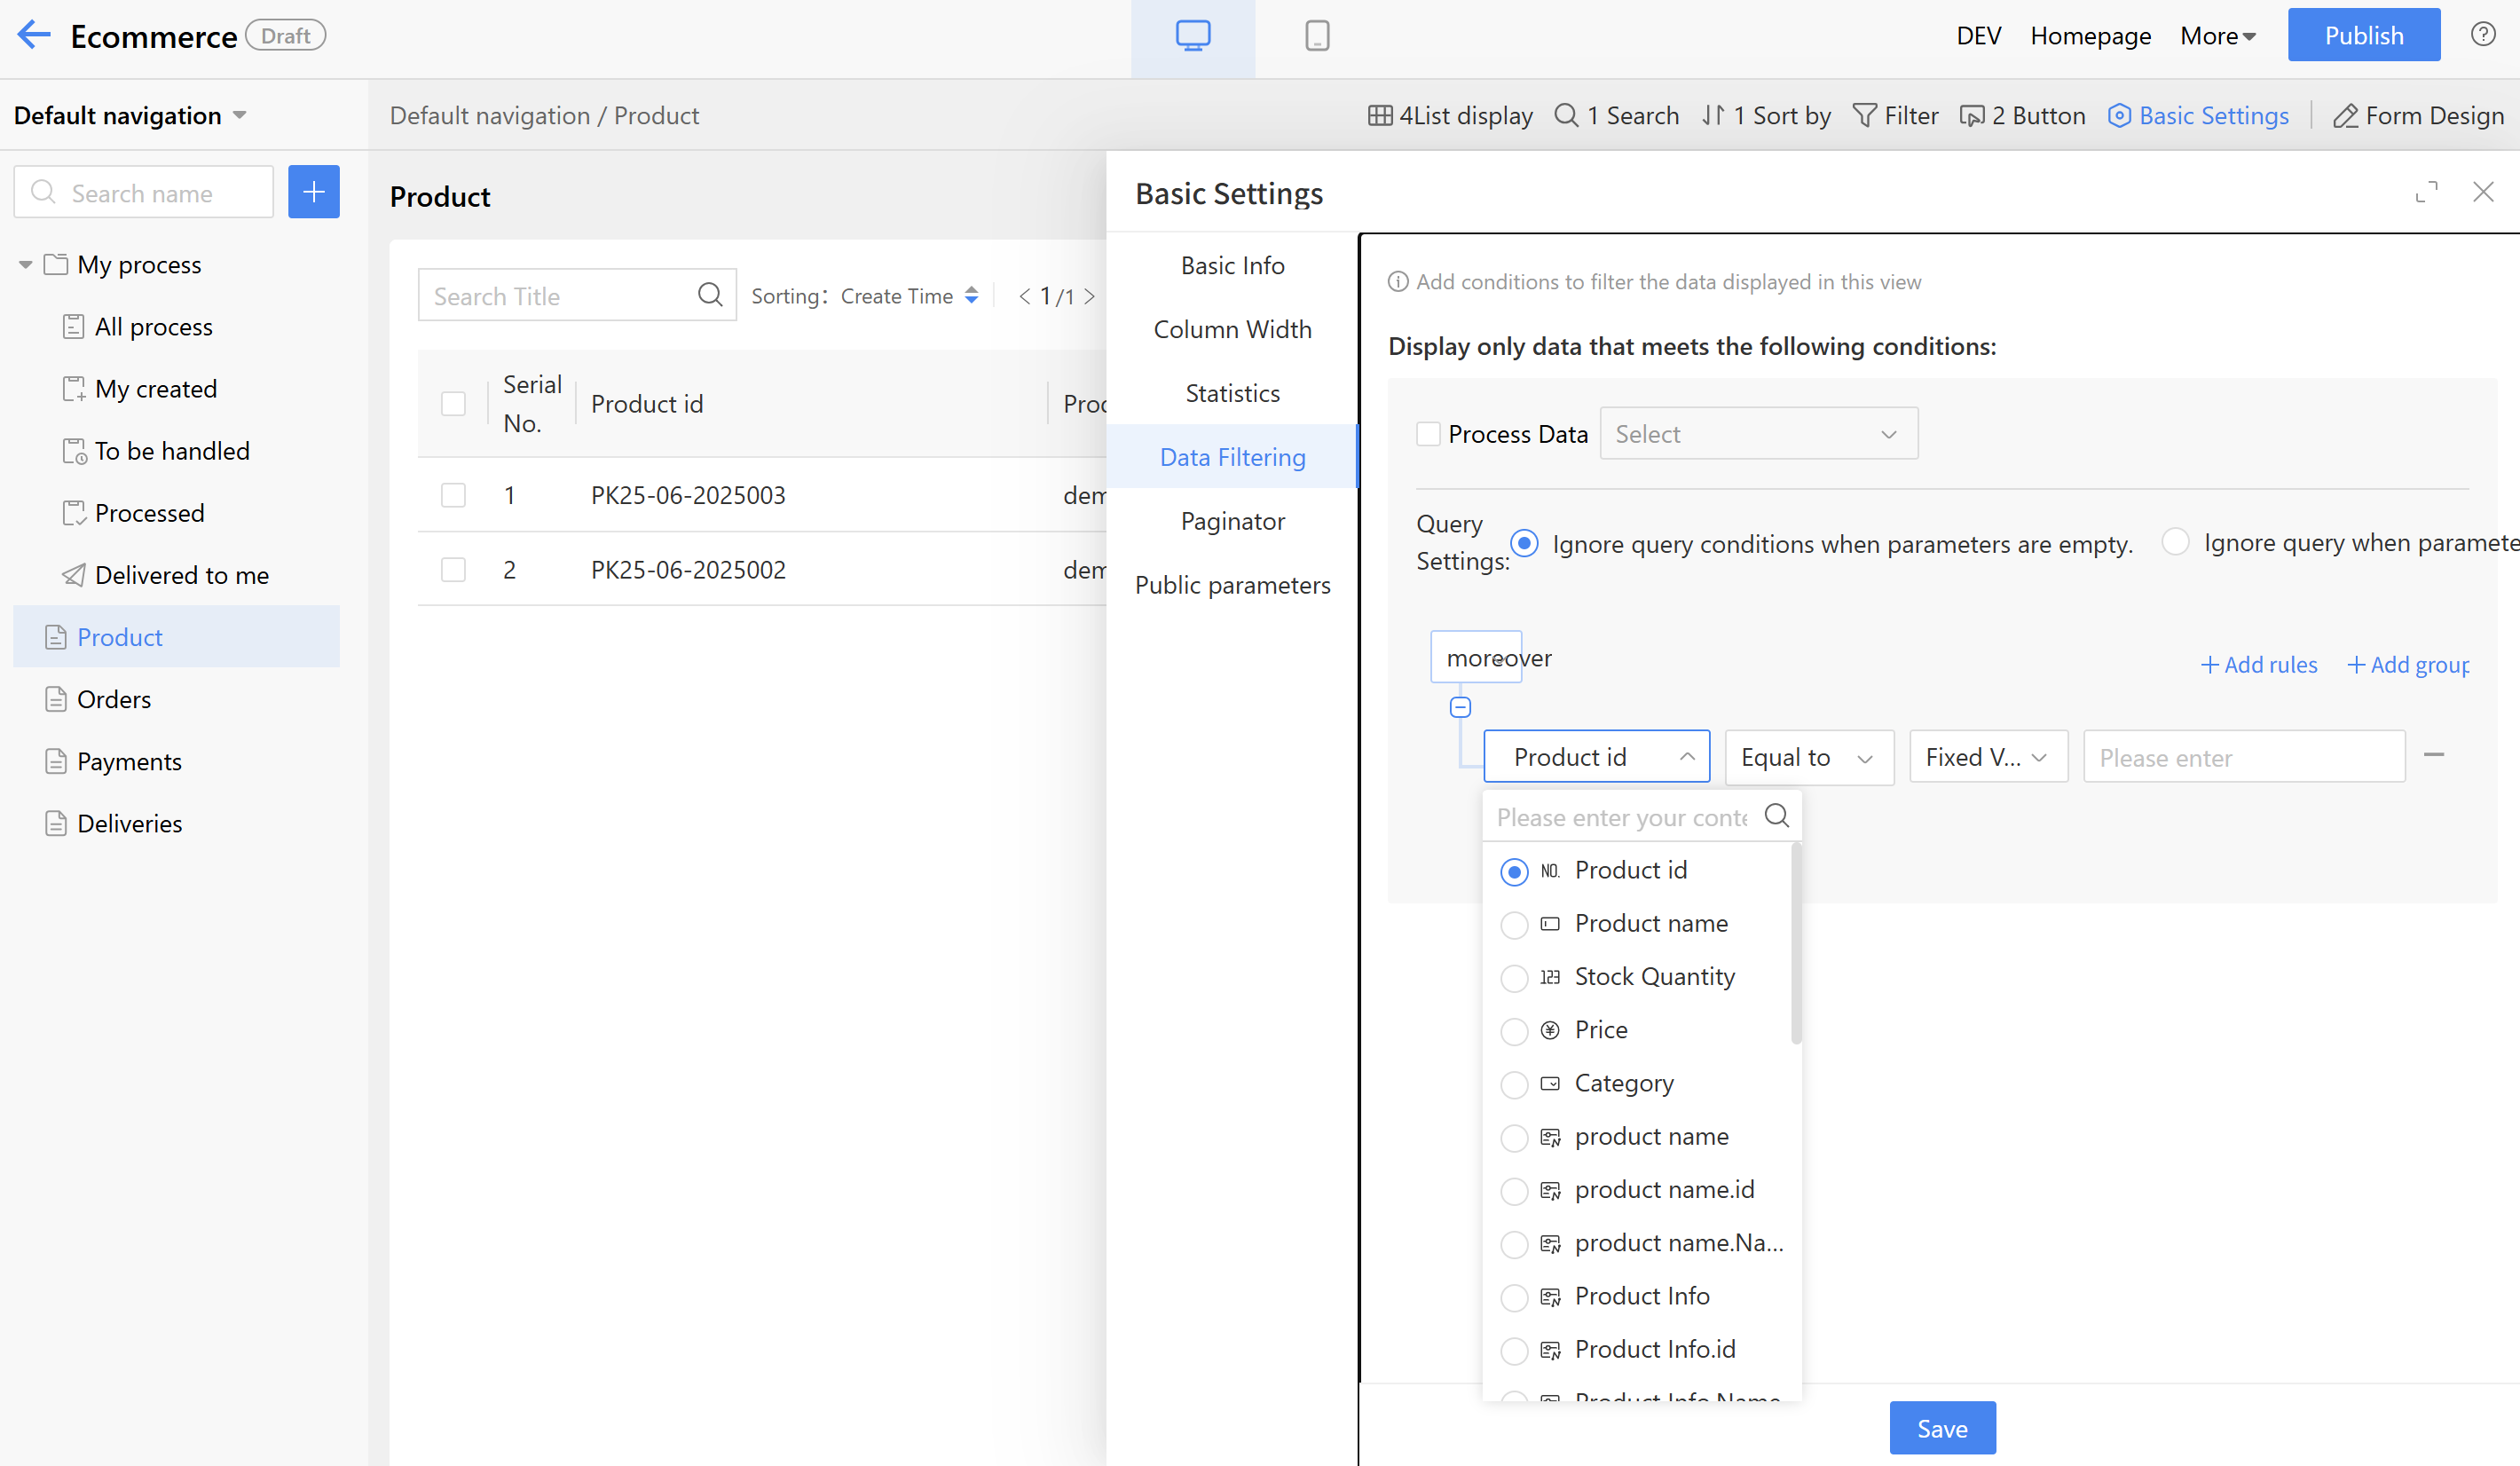 Ecommerce Draft
DEV Homepage More Publish
Default navigation
Default navigation / Product
4List display 1 Search 1 Sort by Filter 2 Button Basic Settings Form Design
Search name
My process
All process
My created
To be handled
Processed
Delivered to me
Product
Orders
Payments
Deliveries
Product
Search Title Sorting: Create Time 1 /1
Serial No. Product id
1 PK25-06-2025003
2 PK25-06-2025002
Basic Settings
Basic Info
Column Width
Statistics
Data Filtering
Paginator
Public parameters
Add conditions to filter the data displayed in this view
Display only data that meets the following conditions:
Process Data Select
Query Settings: Ignore query conditions when parameters are empty. Ignore query when paramete
moreover
Add rules Add group
Product id Equal to Fixed V... Please enter
Please enter your conte
NO. Product id
Product name
123 Stock Quantity
¥ Price
Category
product name
product name.id
product name.Na...
Product Info
Product Info.id
Product Info.Name
Save